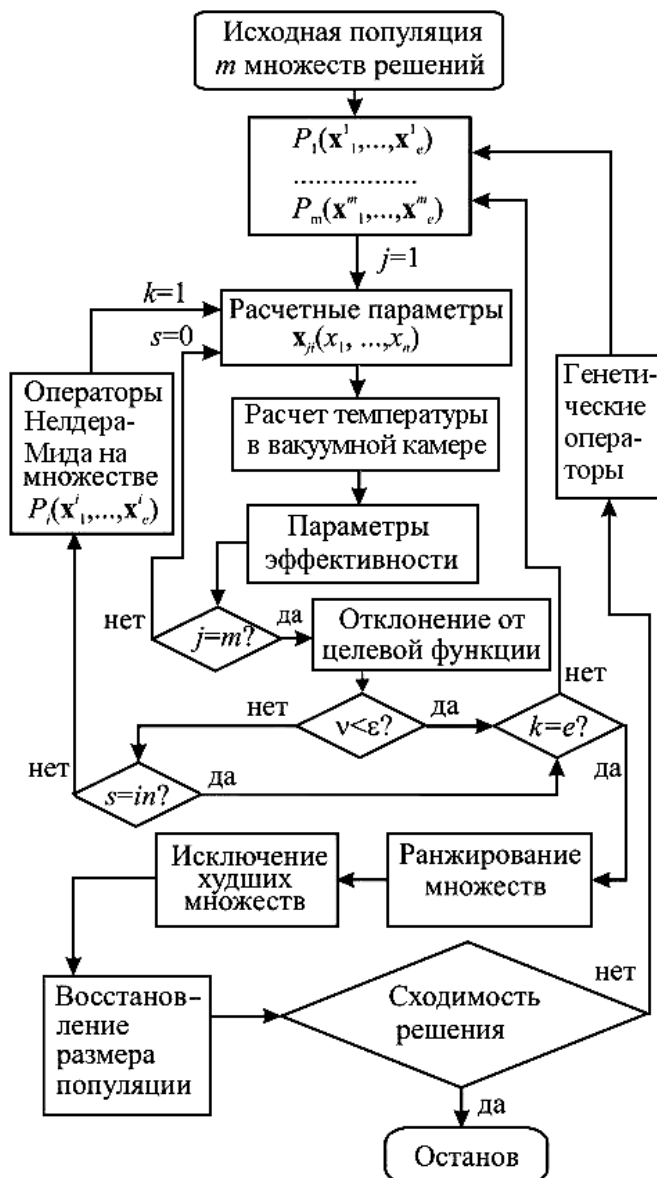 Исходная популяция
m множеств решений
P₁(x¹₁,...,x¹ₑ)
.................
Pₘ(xᵐ₁,...,xᵐₑ)
j=1
k=1
s=0
Расчетные параметры
xⱼᵢ(x₁, ...,xₙ)
Операторы
Нелдера-
Мида на
множестве
Pᵢ(xⁱ₁,...,xⁱₑ)
Генети-
ческие
опера-
торы
Расчет температуры
в вакуумной камере
Параметры
эффективности
нет
j=m?
да
Отклонение от
целевой функции
нет
нет
ν<ε?
да
k=e?
нет
s=in?
да
да
Исключение
худших
множеств
Ранжирование
множеств
Восстанов-
ление
размера
популяции
Сходимость
решения
нет
да
Останов